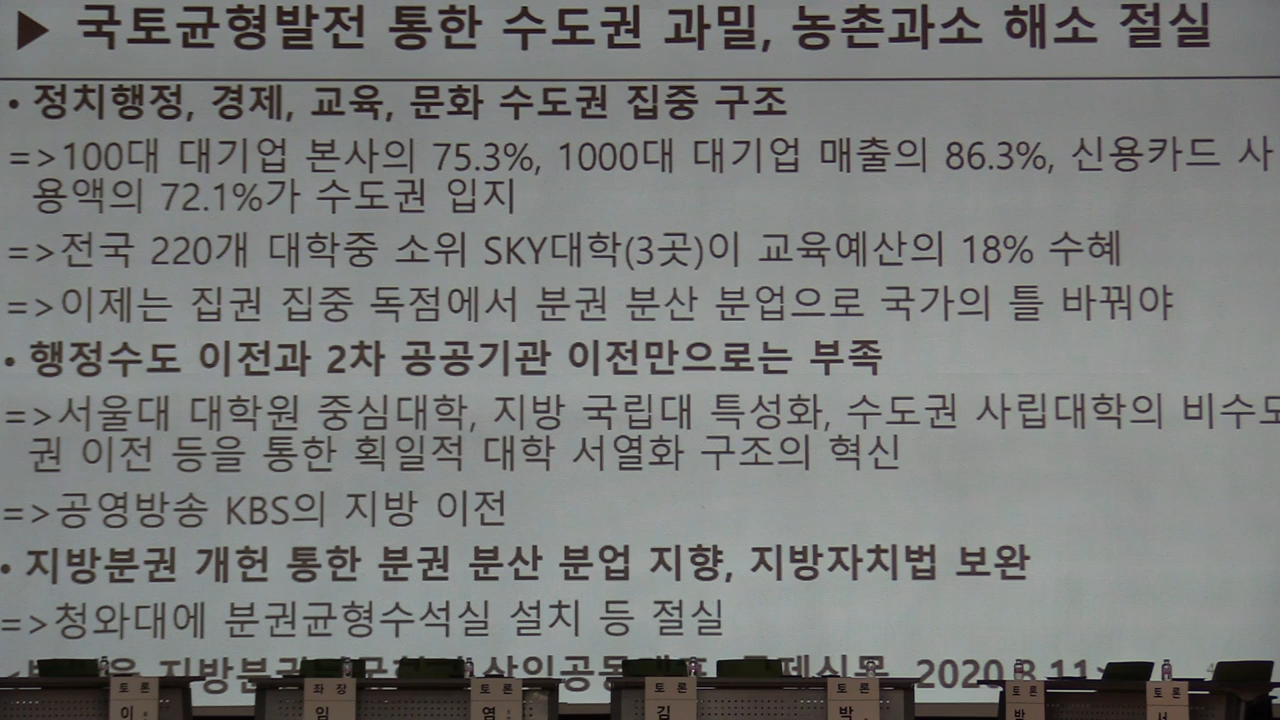 ▶ 국토균형발전 통한 수도권 과밀, 농촌과소 해소 절실
• 정치행정, 경제, 교육, 문화 수도권 집중 구조
=>100대 대기업 본사의 75.3%, 1000대 대기업 매출의 86.3%, 신용카드 사
용액의 72.1%가 수도권 입지
=>전국 220개 대학중 소위 SKY대학(3곳)이 교육예산의 18% 수혜
=>이제는 집권 집중 독점에서 분권 분산 분업으로 국가의 틀 바꿔야
• 행정수도 이전과 2차 공공기관 이전만으로는 부족
=>서울대 대학원 중심대학, 지방 국립대 특성화, 수도권 사립대학의 비수도
권 이전 등을 통한 획일적 대학 서열화 구조의 혁신
=>공영방송 KBS의 지방 이전
• 지방분권 개헌 통한 분권 분산 분업 지향, 지방자치법 보완
=>청와대에 분권균형수석실 설치 등 절실
지방분권 2020.8.11
토론 좌장 토론 토론 토론 토론 토론
이 임 염 김 박